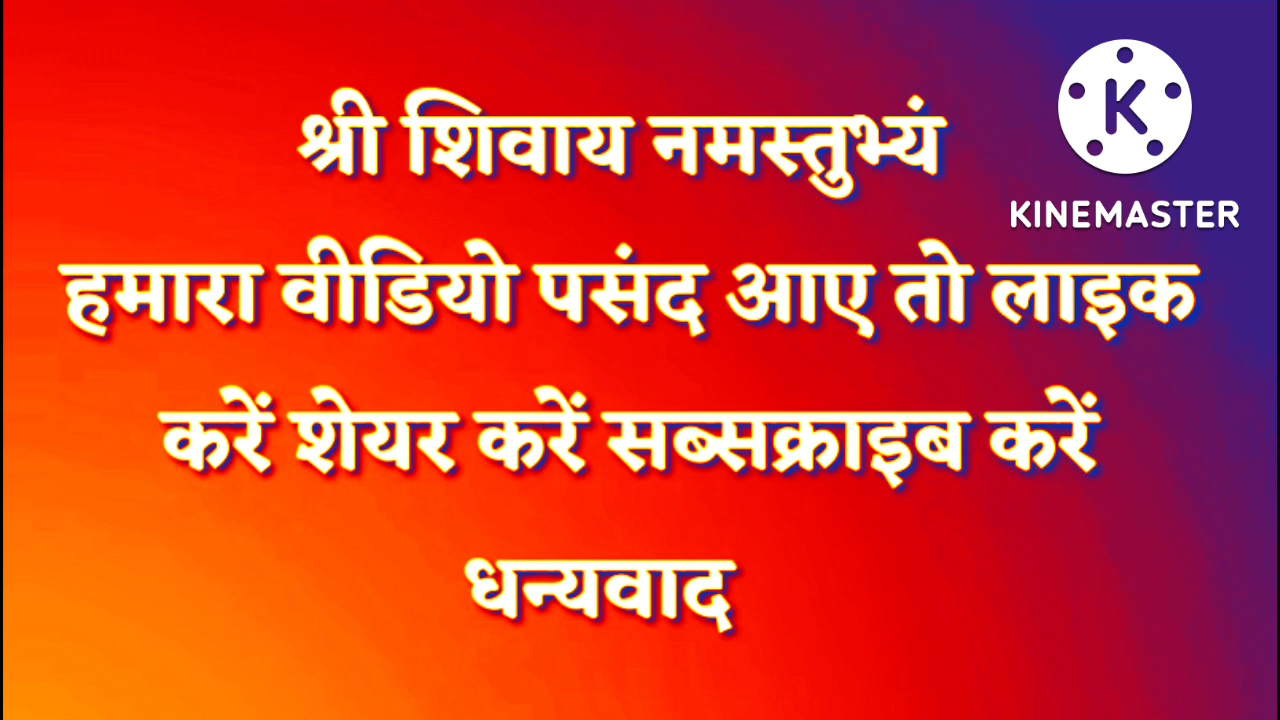 श्री शिवाय नमस्तुभ्यं
KINEMASTER
हमारा वीडियो पसंद आए तो लाइक
करें शेयर करें सब्सक्राइब करें
धन्यवाद